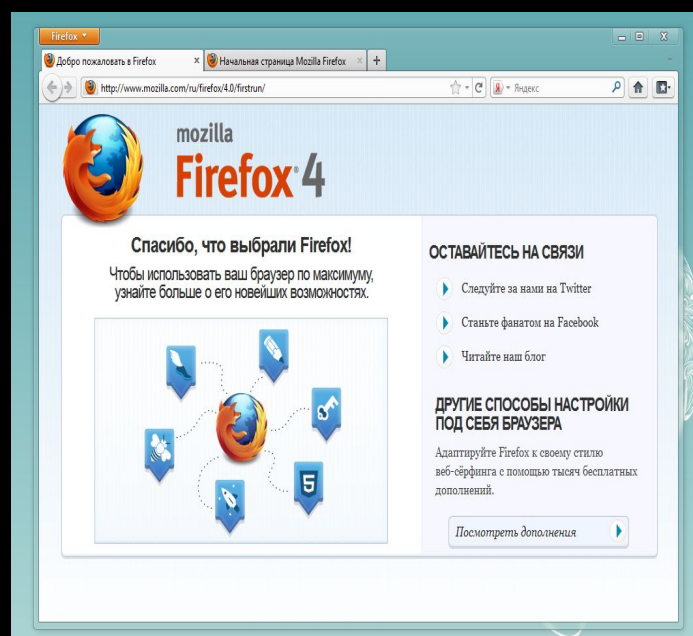 Firefox
Добро пожаловать в Firefox
Начальная страница Mozilla Firefox
http://www.mozilla.com/ru/firefox/4.0/firstrun/
Яндекс
mozilla
Firefox® 4
Спасибо, что выбрали Firefox!
Чтобы использовать ваш браузер по максимуму,
узнайте больше о его новейших возможностях.
5
ОСТАВАЙТЕСЬ НА СВЯЗИ
Следуйте за нами на Twitter
Станьте фанатом на Facebook
Читайте наш блог
ДРУГИЕ СПОСОБЫ НАСТРОЙКИ
ПОД СЕБЯ БРАУЗЕРА
Адаптируйте Firefox к своему стилю
веб-сёрфинга с помощью тысяч бесплатных
дополнений.
Посмотреть дополнения